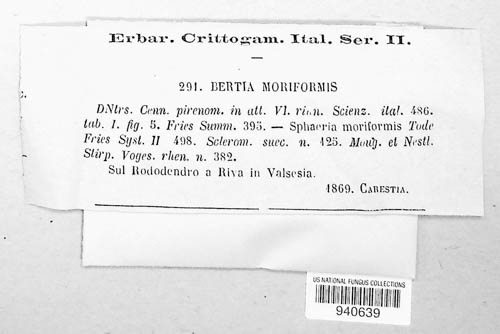 Erbar. Crittogam. Ital. Ser. II.
—
291. BERTIA MORIFORMIS
DNtrs. Cenn. pirenom. in att. VI. riun. Scienz. ital. 486.
tab. I. fig. 5. Fries Summ. 395. — Sphaeria moriformis Tode
Fries Syst. II 498. Sclerom. suec. n. 125. Moug. et Nestl.
Stirp. Voges. rhen. n. 382.
Sul Rododendro a Riva in Valsesia.
1869. CARESTIA.
US NATIONAL FUNGUS COLLECTIONS
940639